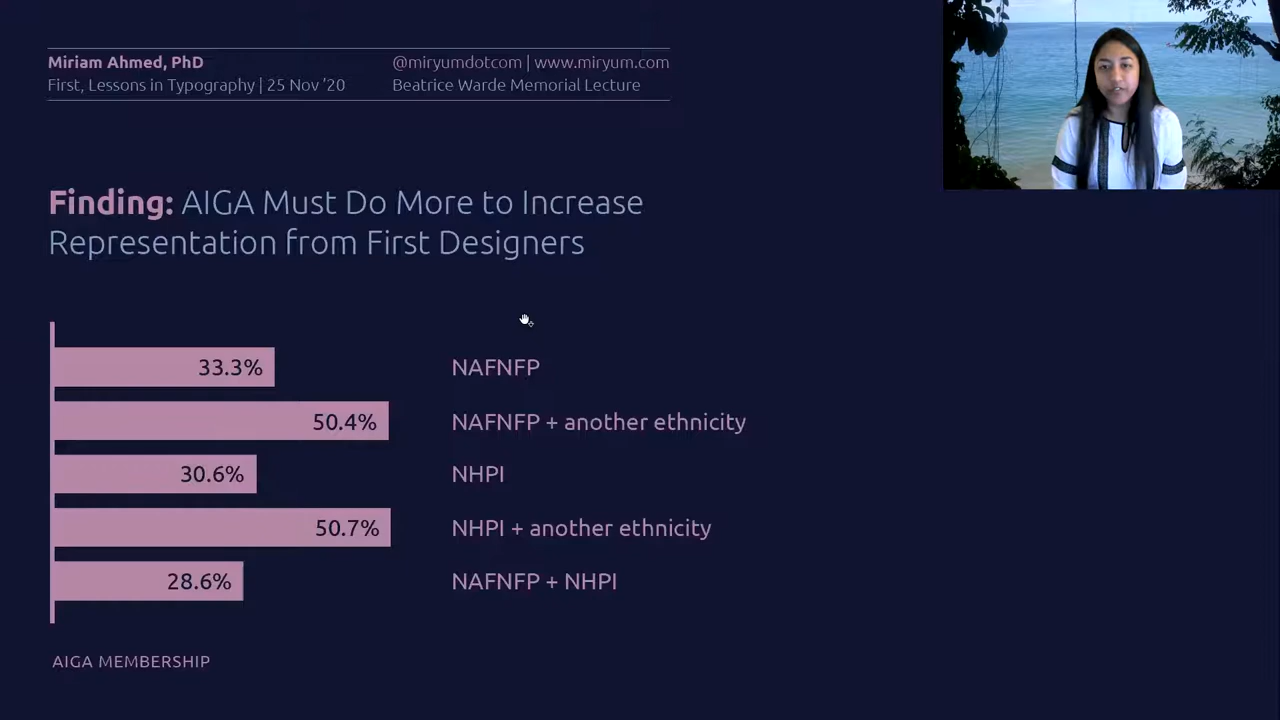 Miriam Ahmed, PhD
First, Lessons in Typography | 25 Nov ’20
@miryumdotcom | www.miryum.com
Beatrice Warde Memorial Lecture
Finding: AIGA Must Do More to Increase
Representation from First Designers
33.3% NAFNFP
50.4% NAFNFP + another ethnicity
30.6% NHPI
50.7% NHPI + another ethnicity
28.6% NAFNFP + NHPI
AIGA MEMBERSHIP